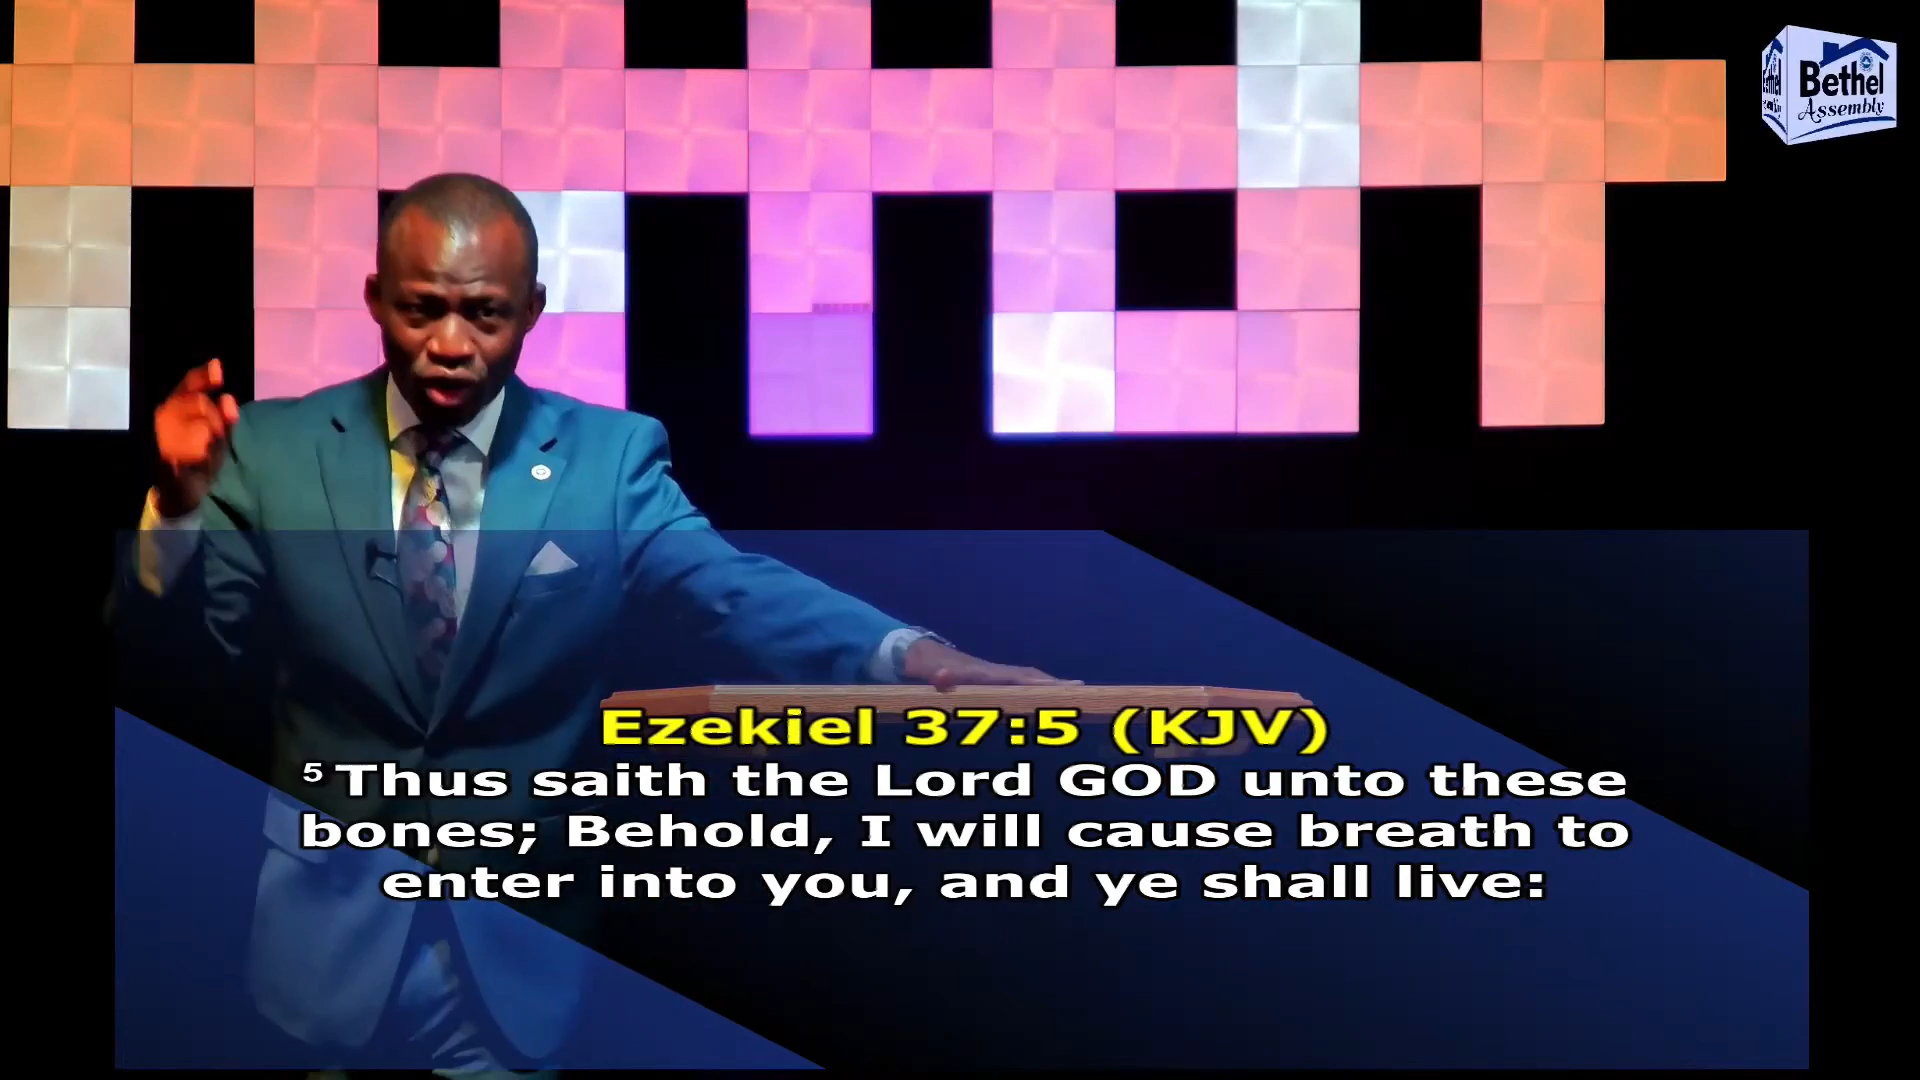 Bethel
Assembly
Ezekiel 37:5 (KJV)
⁵ Thus saith the Lord GOD unto these
bones; Behold, I will cause breath to
enter into you, and ye shall live: